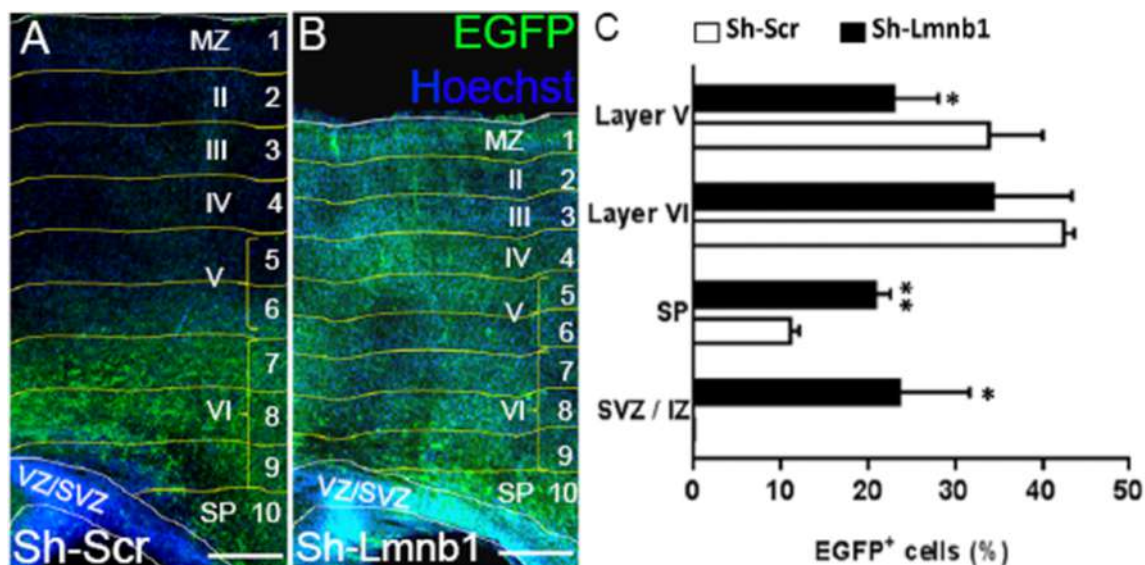 A
MZ 1
II 2
III 3
IV 4
V 5
6
7
VI 8
9
VZ/SVZ
SP 10
Sh-Scr
B
EGFP
Hoechst
MZ 1
II 2
III 3
IV 4
V 5
6
7
VI 8
9
VZ/SVZ
SP 10
Sh-Lmnb1
C
Sh-Scr Sh-Lmnb1
Layer V *
Layer VI
SP **
SVZ / IZ *
0 10 20 30 40 50
EGFP⁺ cells (%)